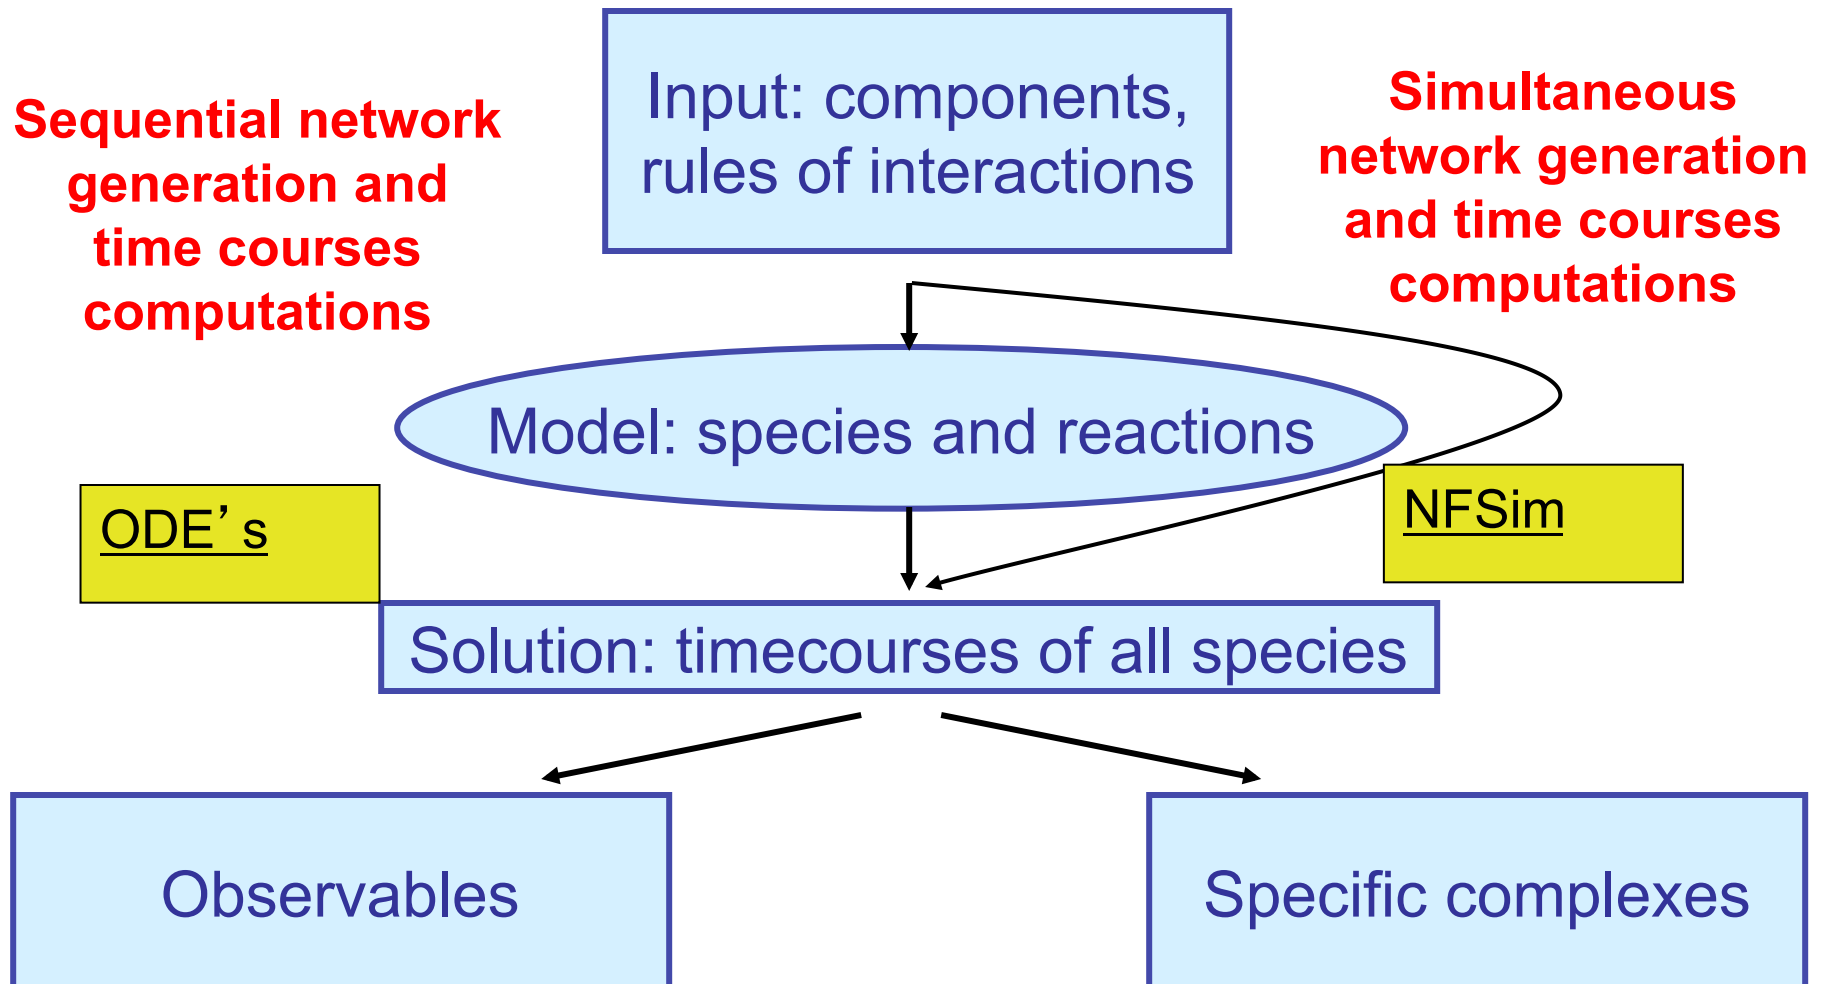 Sequential network
generation and
time courses
computations
Input: components,
rules of interactions
Simultaneous
network generation
and time courses
computations
Model: species and reactions
ODE’s
NFSim
Solution: timecourses of all species
Observables
Specific complexes